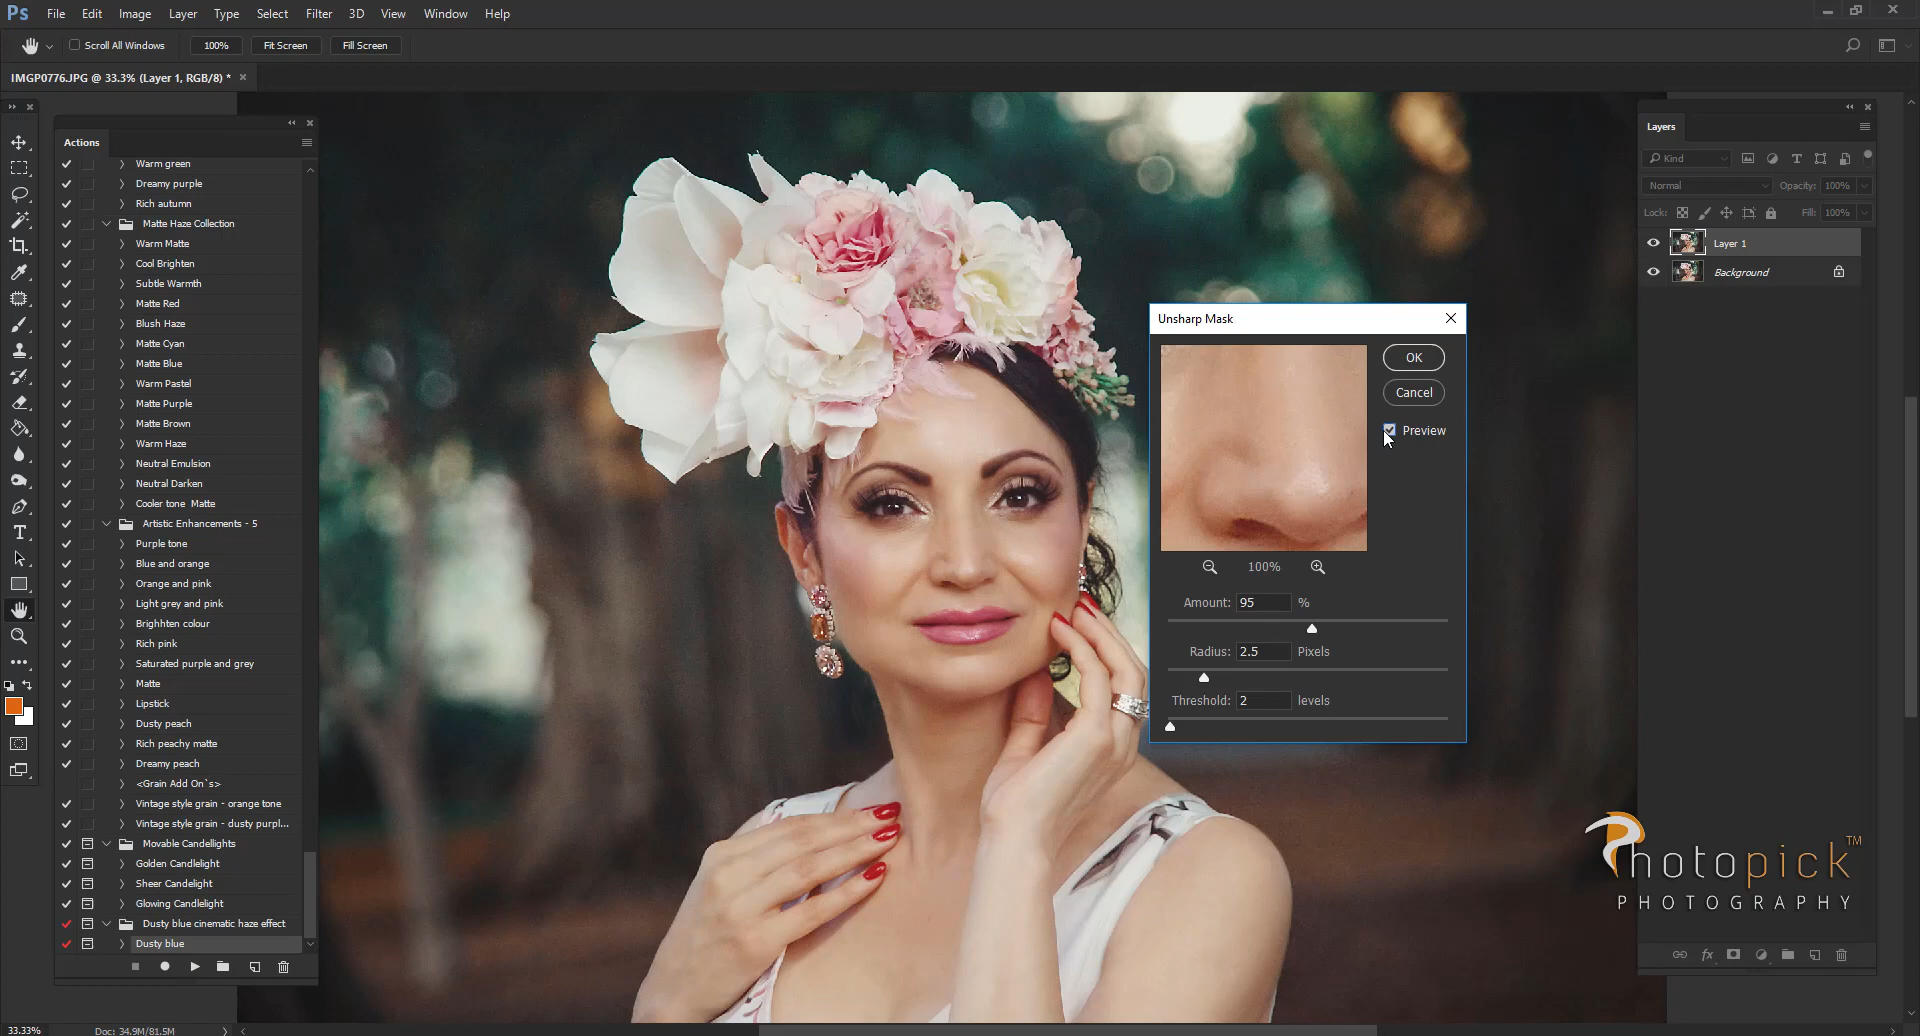 Ps File Edit Image Layer Type Select Filter 3D View Window Help
Scroll All Windows 100% Fit Screen Fill Screen
IMGP0776.JPG @ 33.3% (Layer 1, RGB/8) *
Actions
Warm green
Dreamy purple
Rich autumn
Matte Haze Collection
Warm Matte
Cool Brighten
Subtle Warmth
Matte Red
Blush Haze
Matte Cyan
Matte Blue
Warm Pastel
Matte Purple
Matte Brown
Warm Haze
Neutral Emulsion
Neutral Darken
Cooler tone Matte
Artistic Enhancements - 5
Purple tone
Blue and orange
Orange and pink
Light grey and pink
Brighhten colour
Rich pink
Saturated purple and grey
Matte
Lipstick
Dusty peach
Rich peachy matte
Dreamy peach
<Grain Add On`s>
Vintage style grain - orange tone
Vintage style grain - dusty purpl...
Movable Candellights
Golden Candlelight
Sheer Candelight
Glowing Candlelight
Dusty blue cinematic haze effect
Dusty blue
Unsharp Mask
OK
Cancel
Preview
100%
Amount: 95 %
Radius: 2.5 Pixels
Threshold: 2 levels
Layers
Kind
Normal Opacity: 100%
Lock: Fill: 100%
Layer 1
Background
Photopick™
PHOTOGRAPHY
33.33% Doc: 34.9M/81.5M